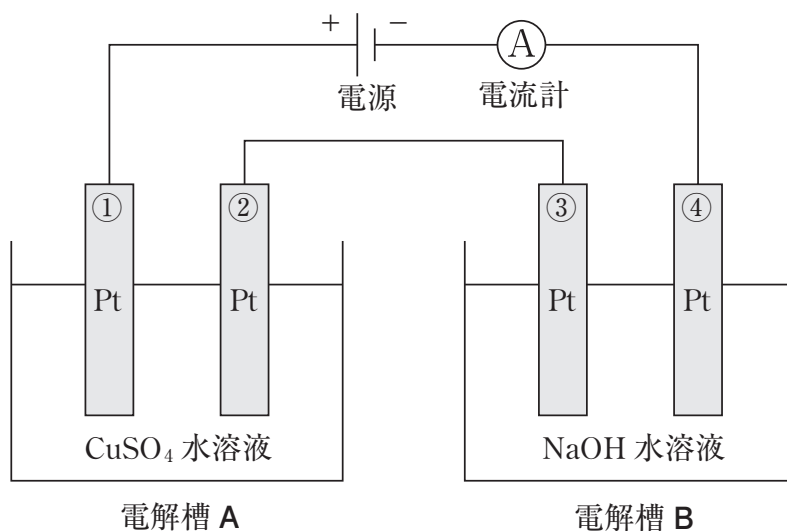 + −
A
電源 電流計
① ② ③ ④
Pt Pt Pt Pt
CuSO₄ 水溶液 NaOH 水溶液
電解槽 A 電解槽 B